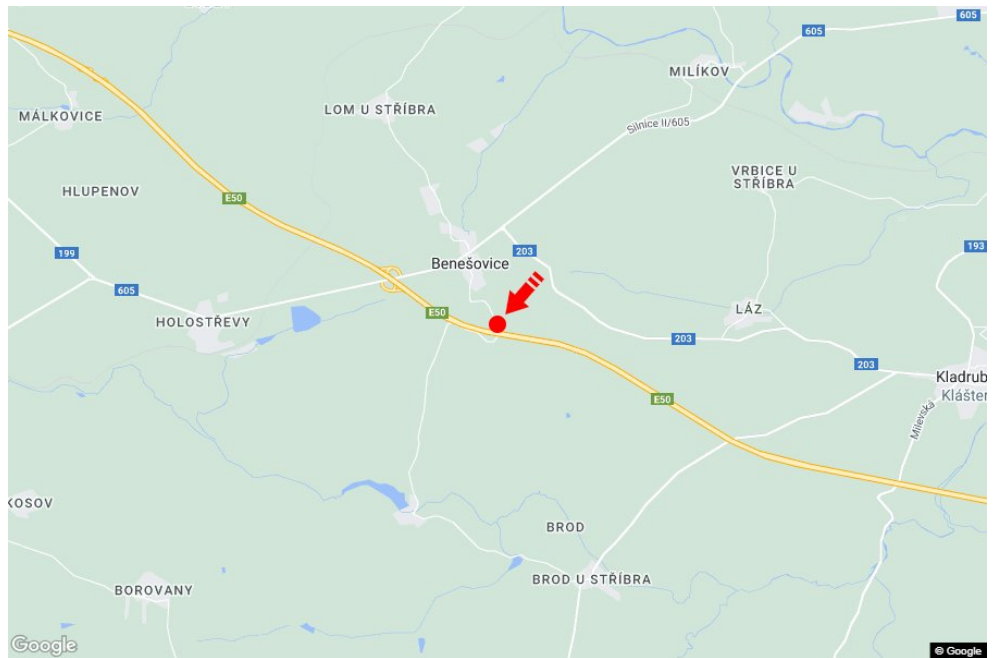 605
605
MILÍKOV
LOM U STŘÍBRA
MÁLKOVICE
Silnice II/605
VRBICE U
STŘÍBRA
HLUPENOV
E50
193
203
199
Benešovice
605
HOLOSTŘEVY
E50
LÁZ
203
203
Kladrub
Klášter
E50
Milevská
KOSOV
BROD
BROD U STŘÍBRA
BOROVANY
Google
© Google